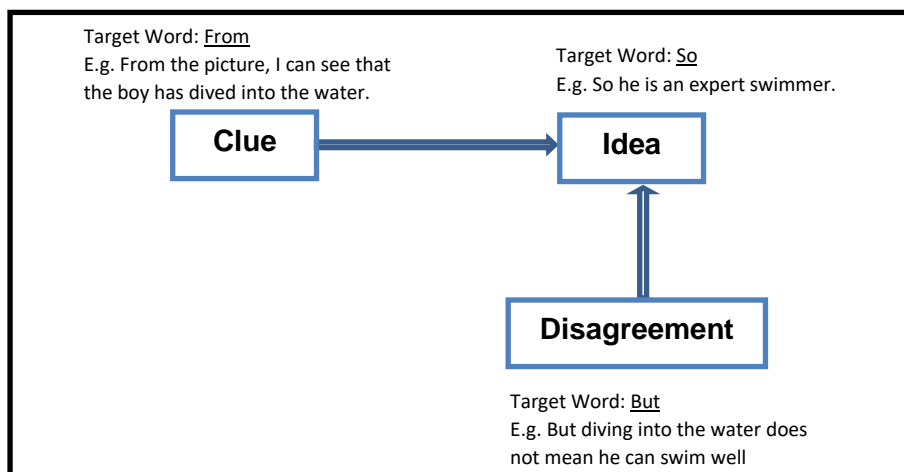 Target Word: From
E.g. From the picture, I can see that
the boy has dived into the water.
Target Word: So
E.g. So he is an expert swimmer.
Clue
Idea
Disagreement
Target Word: But
E.g. But diving into the water does
not mean he can swim well